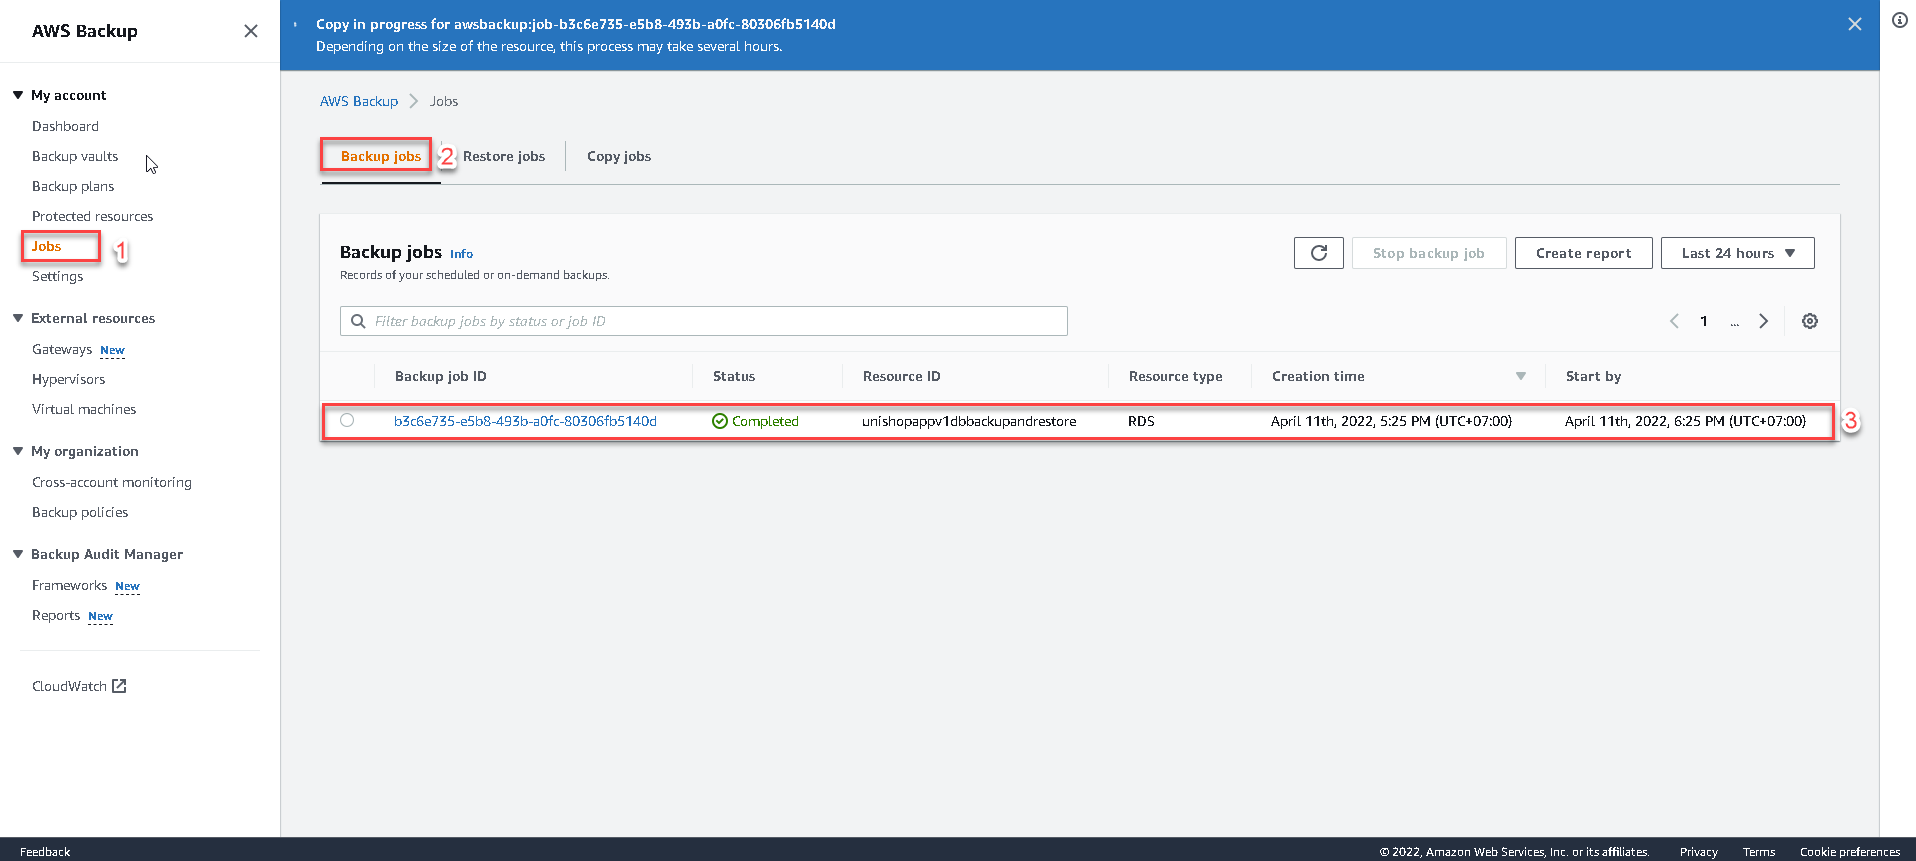 AWS Backup
My account
Dashboard
Backup vaults
Backup plans
Protected resources
Jobs
1
Settings
External resources
Gateways New
Hypervisors
Virtual machines
My organization
Cross-account monitoring
Backup policies
Backup Audit Manager
Frameworks New
Reports New
CloudWatch
Copy in progress for awsbackup:job-b3c6e735-e5b8-493b-a0fc-80306fb5140d
Depending on the size of the resource, this process may take several hours.
AWS Backup Jobs
Backup jobs 2 Restore jobs Copy jobs
Backup jobs Info
Records of your scheduled or on-demand backups.
Stop backup job Create report Last 24 hours
Filter backup jobs by status or job ID
1 ...
Backup job ID Status Resource ID Resource type Creation time Start by
b3c6e735-e5b8-493b-a0fc-80306fb5140d Completed unishopappv1dbbackupandrestore RDS April 11th, 2022, 5:25 PM (UTC+07:00) April 11th, 2022, 6:25 PM (UTC+07:00) 3
Feedback © 2022, Amazon Web Services, Inc. or its affiliates. Privacy Terms Cookie preferences